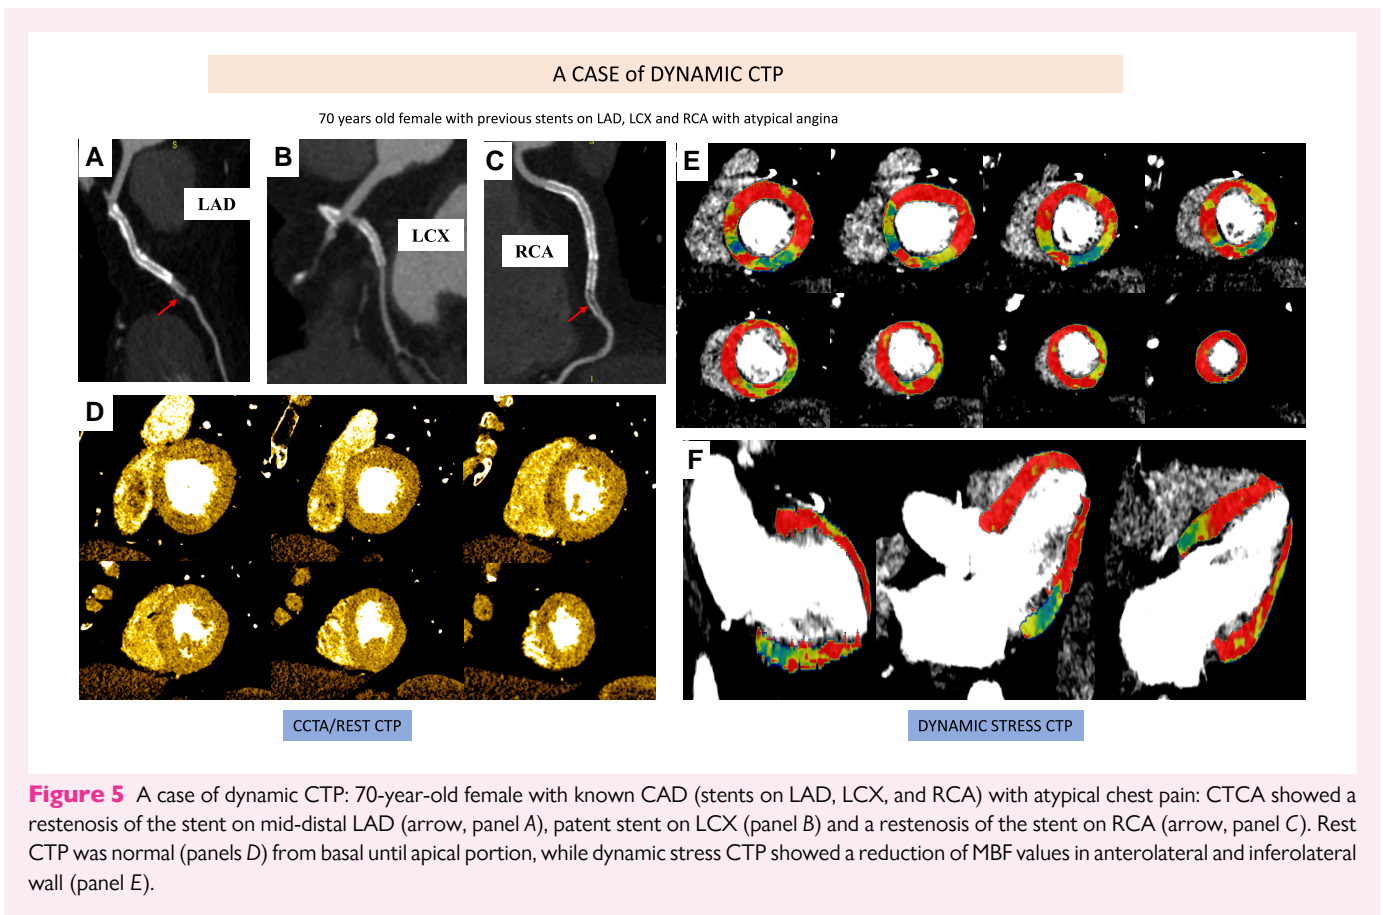 A CASE of DYNAMIC CTP
70 years old female with previous stents on LAD, LCX and RCA with atypical angina
A
S
LAD
B
LCX
C
RCA
I
D
CCTA/REST CTP
E
F
DYNAMIC STRESS CTP
Figure 5 A case of dynamic CTP: 70-year-old female with known CAD (stents on LAD, LCX, and RCA) with atypical chest pain: CTCA showed a
restenosis of the stent on mid-distal LAD (arrow, panel A), patent stent on LCX (panel B) and a restenosis of the stent on RCA (arrow, panel C). Rest
CTP was normal (panels D) from basal until apical portion, while dynamic stress CTP showed a reduction of MBF values in anterolateral and inferolateral
wall (panel E).